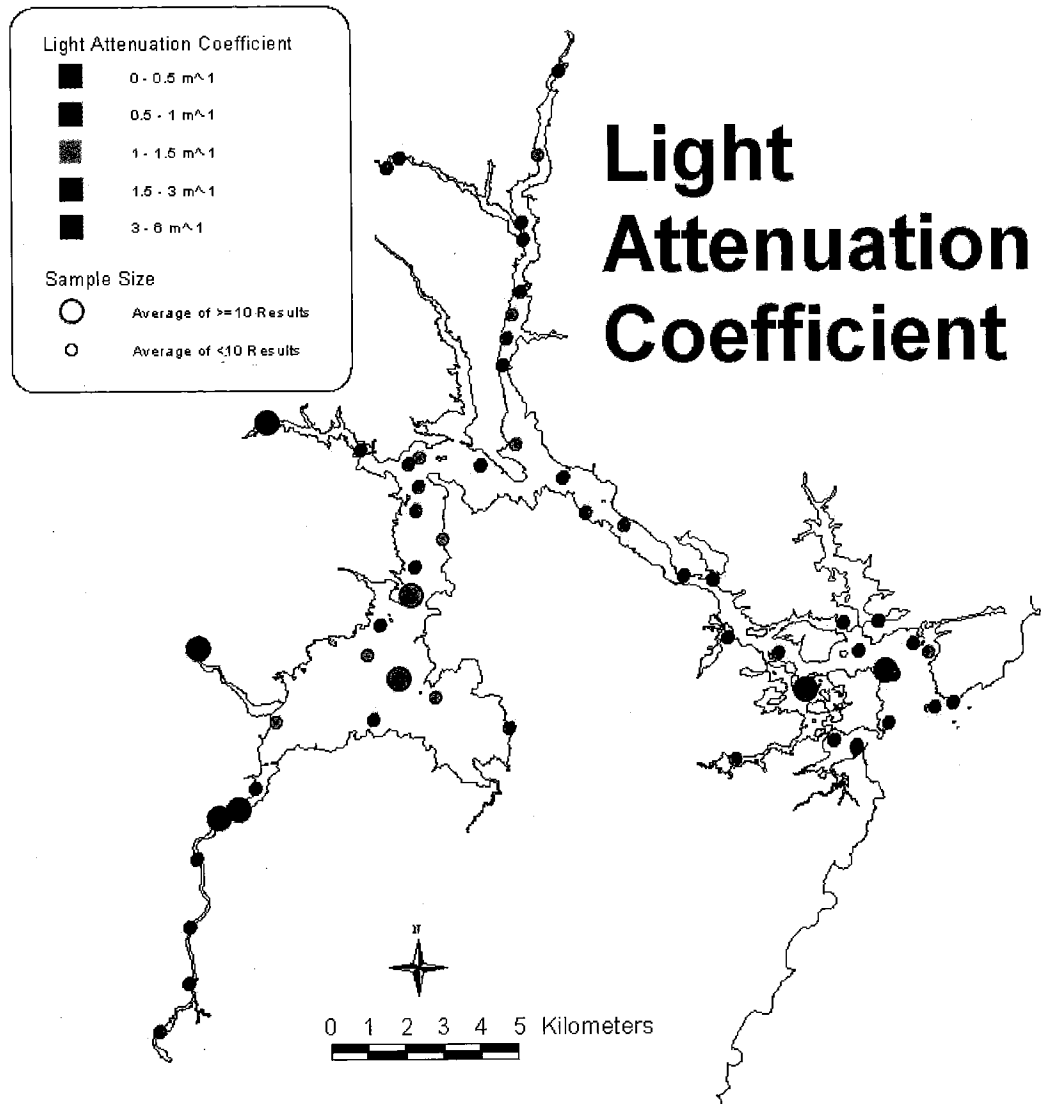 Light Attenuation Coefficient
0 - 0.5 m^1
0.5 - 1 m^1
1 - 1.5 m^1
1.5 - 3 m^1
3 - 6 m^1
Sample Size
Average of >=10 Results
Average of <10 Results
Light
Attenuation
Coefficient
N
0 1 2 3 4 5 Kilometers